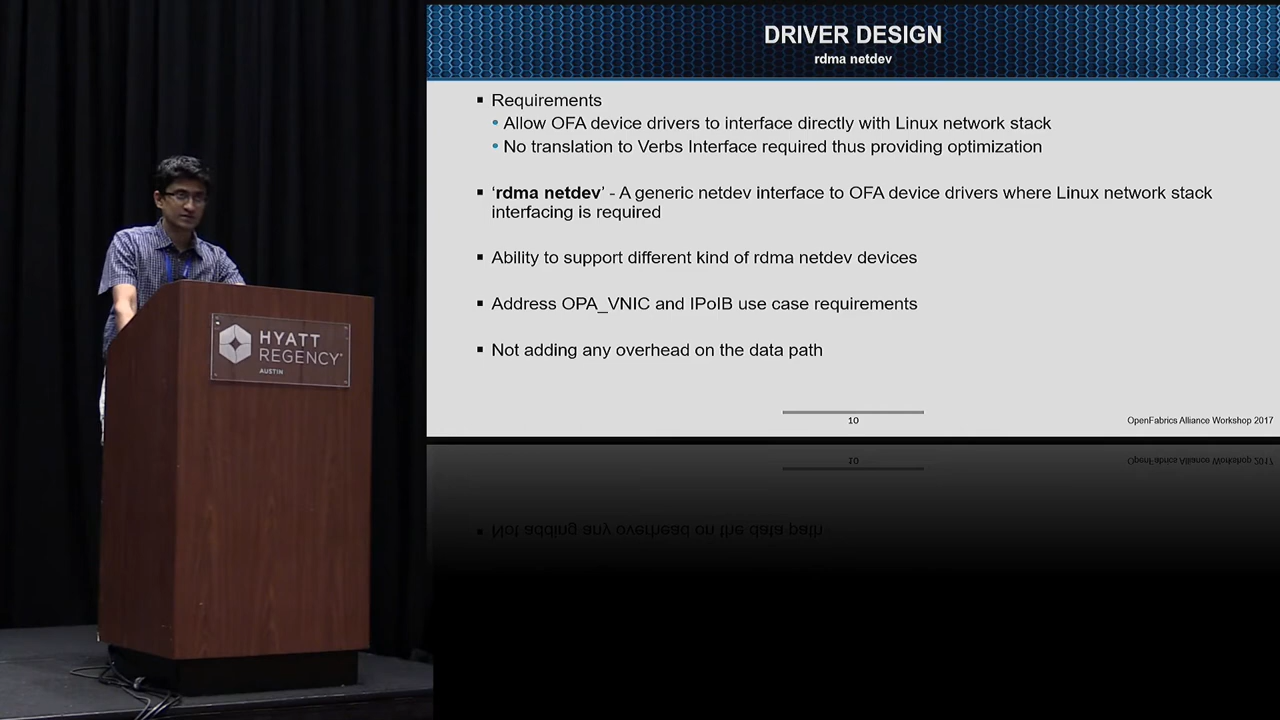 DRIVER DESIGN
rdma netdev
▪ Requirements
• Allow OFA device drivers to interface directly with Linux network stack
• No translation to Verbs Interface required thus providing optimization
▪ ‘rdma netdev’ - A generic netdev interface to OFA device drivers where Linux network stack
interfacing is required
▪ Ability to support different kind of rdma netdev devices
▪ Address OPA_VNIC and IPoIB use case requirements
▪ Not adding any overhead on the data path
10
OpenFabrics Alliance Workshop 2017
HYATT
REGENCY
AUSTIN